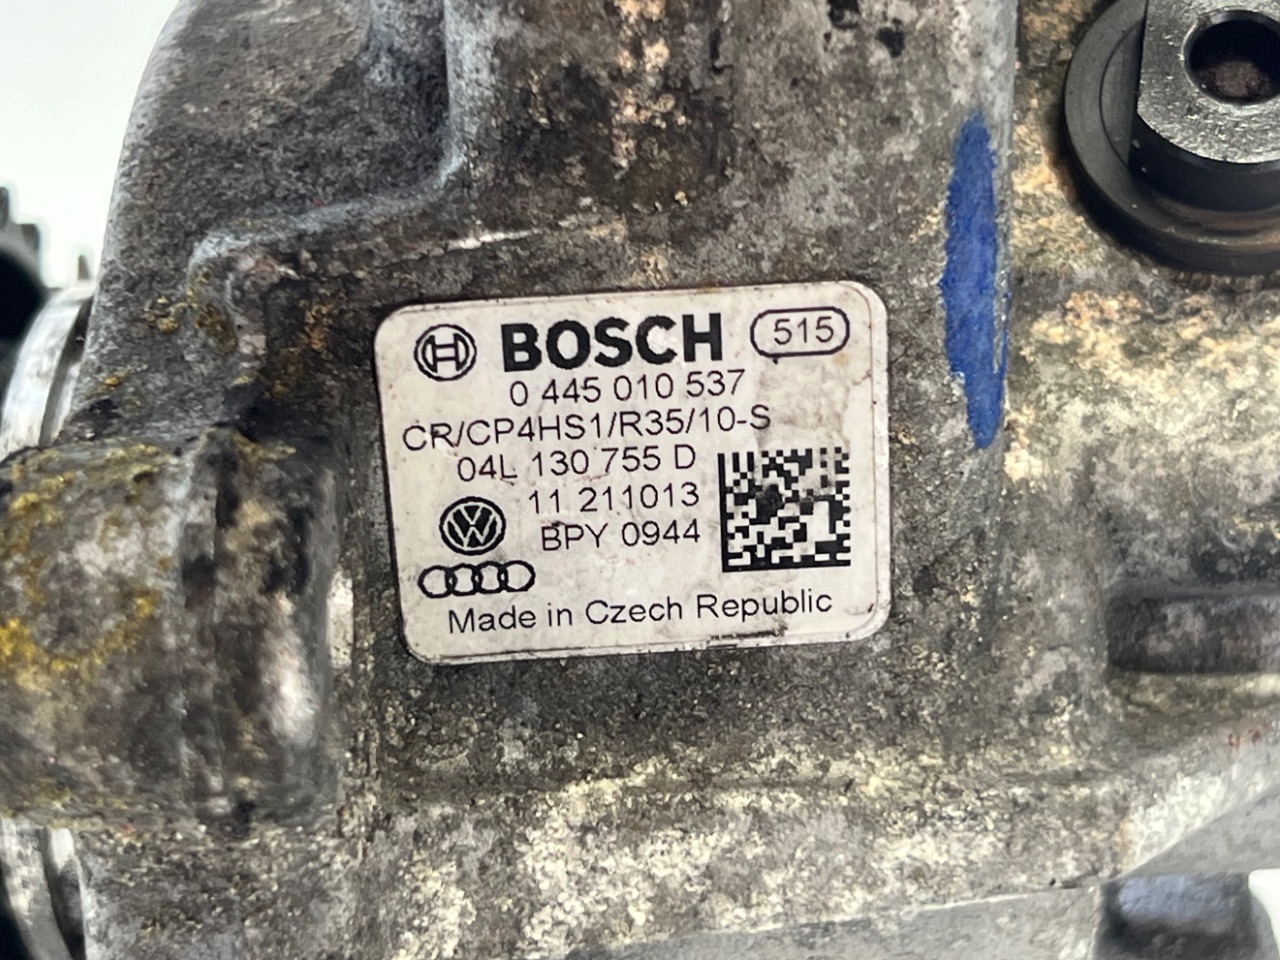 BOSCH 515
0 445 010 537
CR/CP4HS1/R35/10-S
04L 130 755 D
11 211013
BPY 0944
Made in Czech Republic